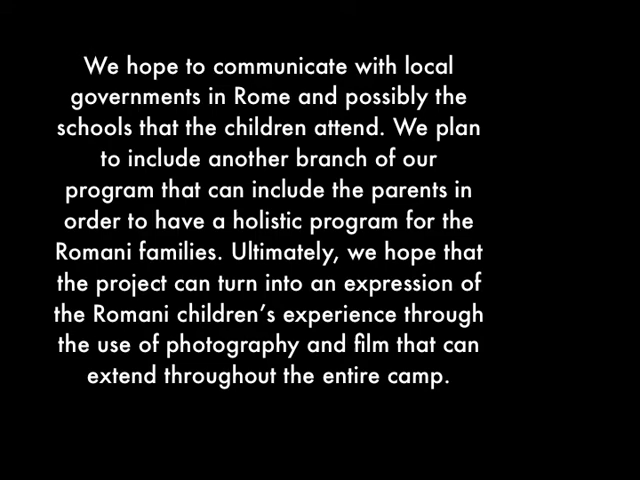 We hope to communicate with local
governments in Rome and possibly the
schools that the children attend. We plan
to include another branch of our
program that can include the parents in
order to have a holistic program for the
Romani families. Ultimately, we hope that
the project can turn into an expression of
the Romani children’s experience through
the use of photography and film that can
extend throughout the entire camp.